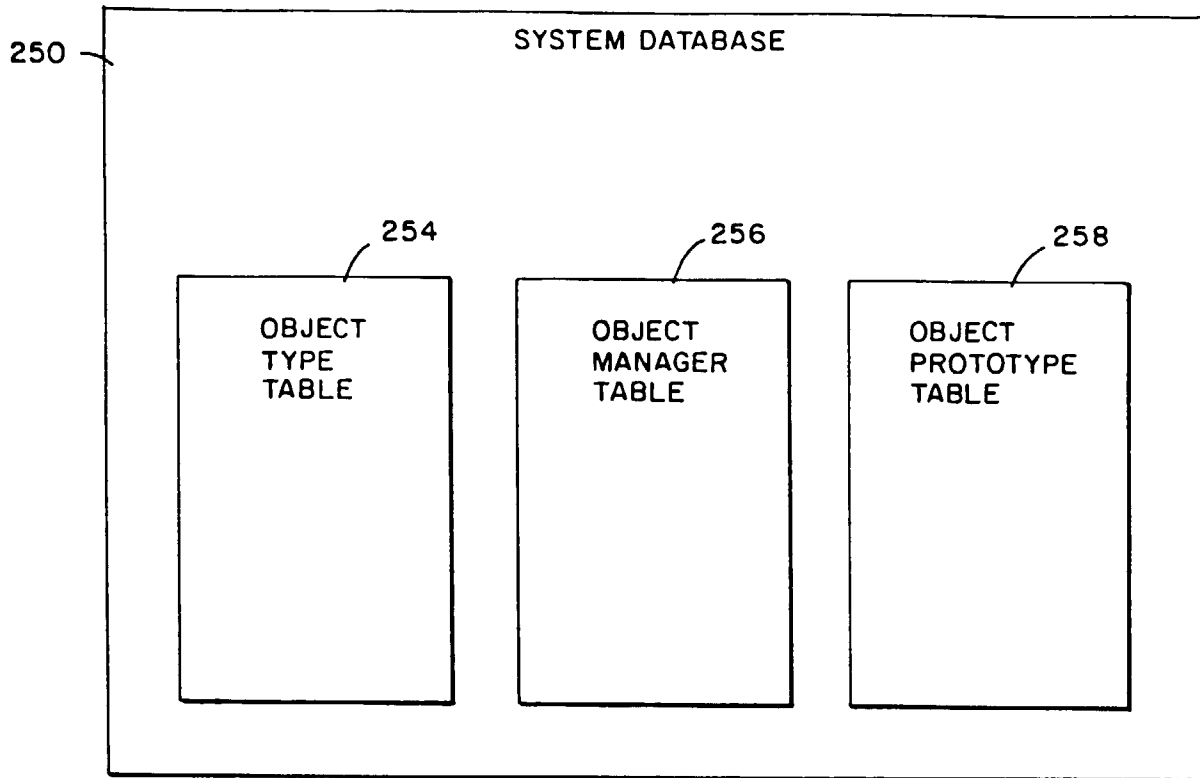 SYSTEM DATABASE
250
254
256
258
OBJECT
TYPE
TABLE
OBJECT
MANAGER
TABLE
OBJECT
PROTOTYPE
TABLE